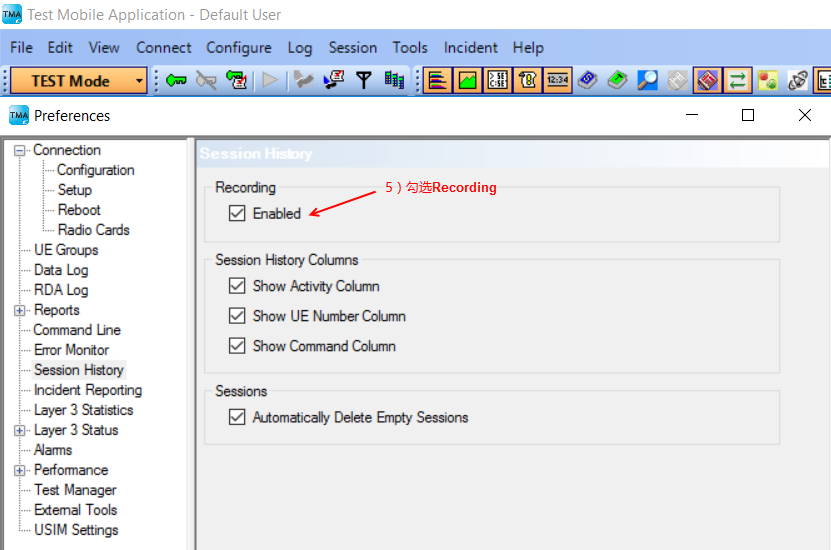 TMA Test Mobile Application - Default User
File Edit View Connect Configure Log Session Tools Incident Help
TEST Mode
12:34
TMA Preferences
Connection
Configuration
Setup
Reboot
Radio Cards
UE Groups
Data Log
RDA Log
Reports
Command Line
Error Monitor
Session History
Incident Reporting
Layer 3 Statistics
Layer 3 Status
Alarms
Performance
Test Manager
External Tools
USIM Settings
Session History
Recording
5）勾选Recording
Enabled
Session History Columns
Show Activity Column
Show UE Number Column
Show Command Column
Sessions
Automatically Delete Empty Sessions